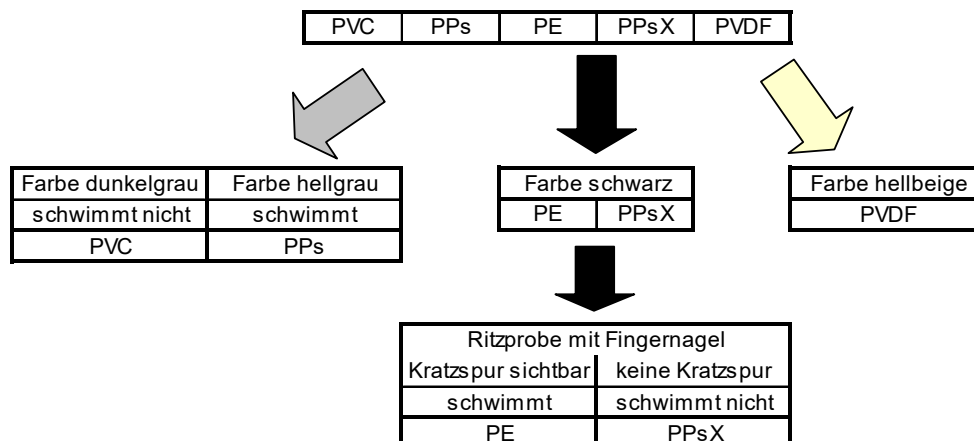 PVC PPs PE PPsX PVDF
Farbe dunkelgrau Farbe hellgrau
schwimmt nicht schwimmt
PVC PPs
Farbe schwarz
PE PPsX
Farbe hellbeige
PVDF
Ritzprobe mit Fingernagel
Kratzspur sichtbar keine Kratzspur
schwimmt schwimmt nicht
PE PPsX